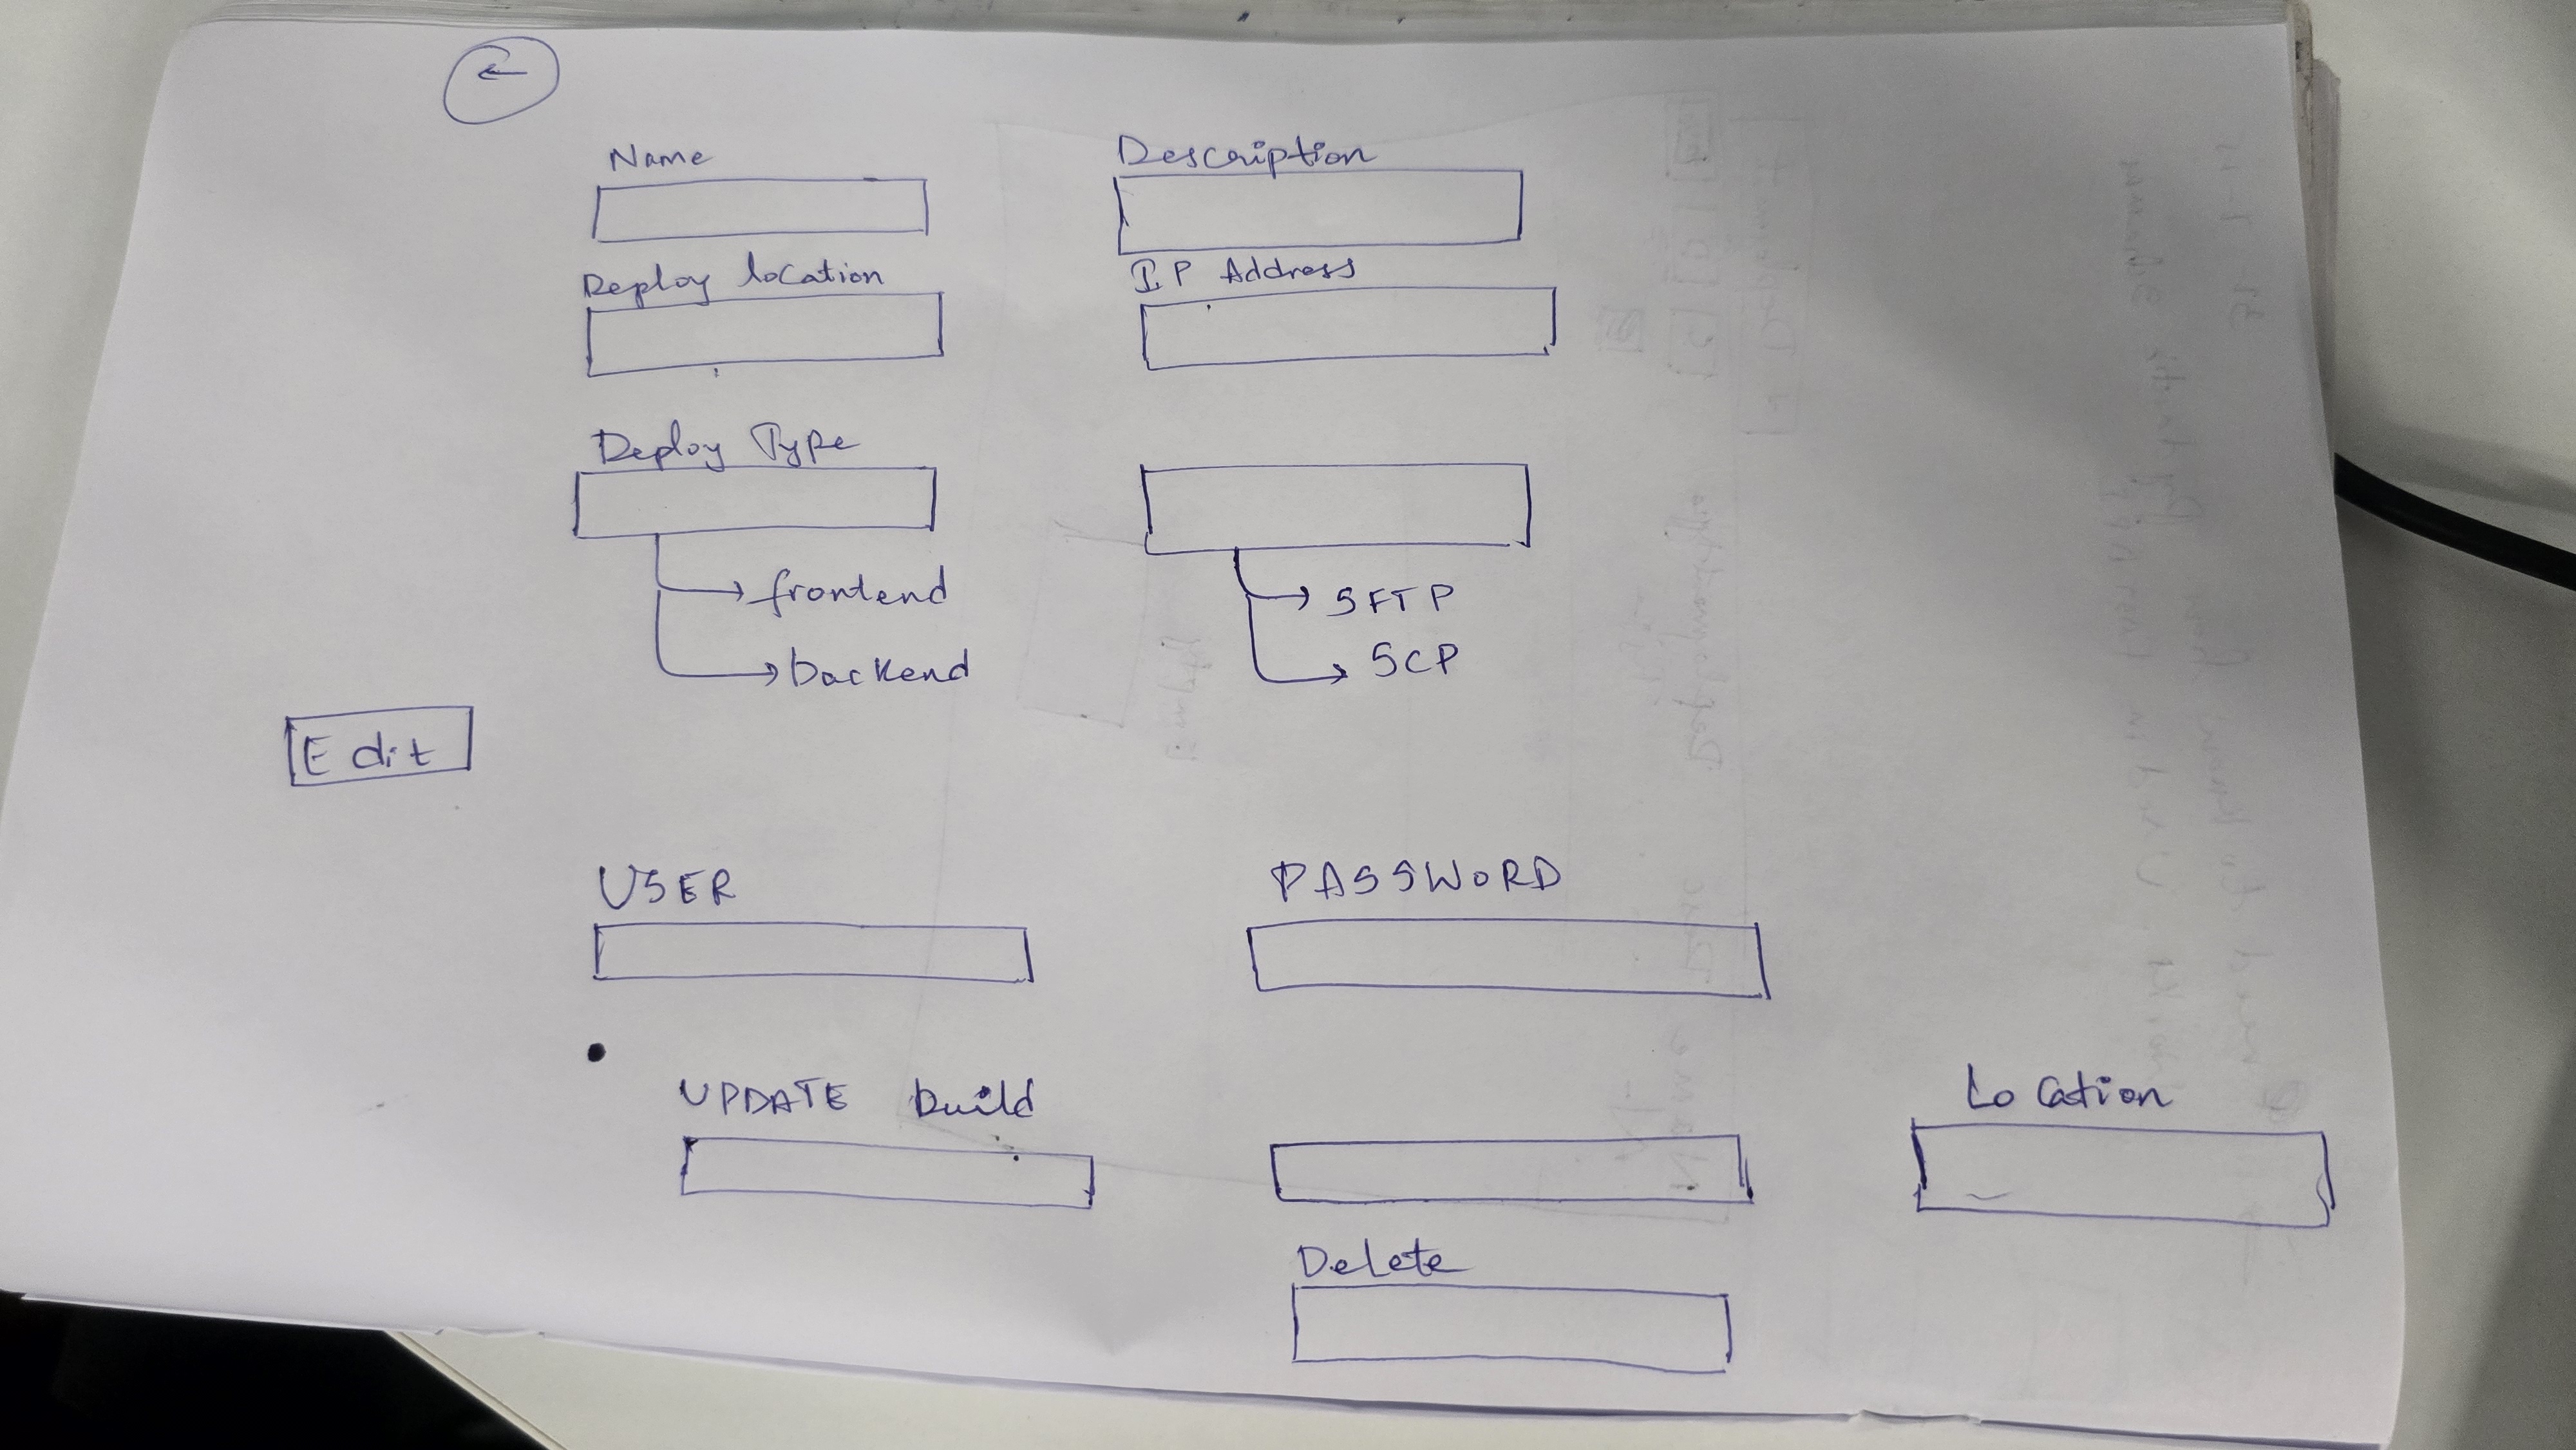 ←
Name Description
Deploy location IP Address
Deploy Type
frontend SFTP
backend SCP
Edit
USER PASSWORD
UPDATE build Location
Delete